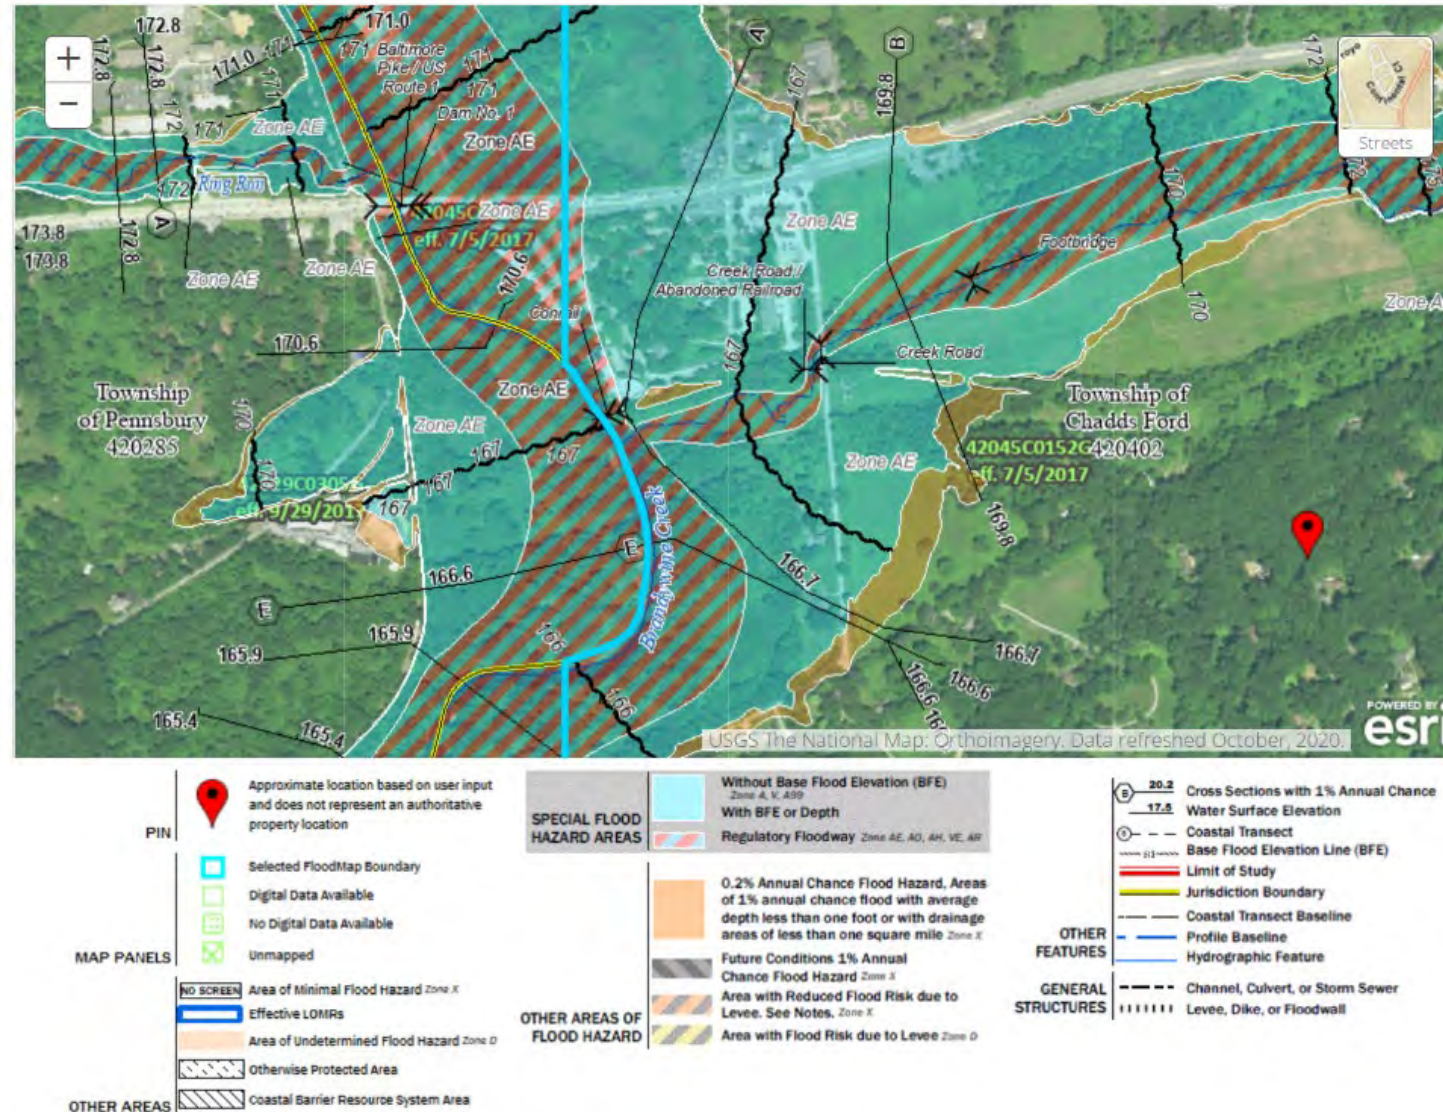 172.8
172.8
172.8
172.8
171.0
171
171.0
171
171
171
171
171
Baltimore
Pike / US
Route 1
Dam No. 1
Zone AE
Zone AE
172
172
Ring Run
A
173.8
173.8
172.8
Zone AE
Zone AE
Zone AE
eff. 7/5/2017
170.6
170.6
Conrail
A
B
169.8
167
172
172
Streets
Zone AE
Footbridge
Creek Road /
Abandoned Railroad
170
170
Creek Road
167
Township
of Pennsbury
420285
Zone AE
Zone AE
170
170
167
167
167
167
Township of
Chadds Ford
420402
42045C0152G
eff. 7/5/2017
Zone AE
169.8
Brandywine Creek
E
E
166.6
166.7
165.9
165.9
166
166
166.7
166.6
166.6
165.4
165.4
POWERED BY
esri
USGS The National Map: Orthoimagery. Data refreshed October, 2020.
PIN
Approximate location based on user input
and does not represent an authoritative
property location
MAP PANELS
Selected FloodMap Boundary
Digital Data Available
No Digital Data Available
Unmapped
OTHER AREAS
NO SCREEN Area of Minimal Flood Hazard Zone X
Effective LOMRs
Area of Undetermined Flood Hazard Zone D
Otherwise Protected Area
Coastal Barrier Resource System Area
SPECIAL FLOOD
HAZARD AREAS
Without Base Flood Elevation (BFE)
Zone A, V, A99
With BFE or Depth
Regulatory Floodway Zone AE, AO, AH, VE, AR
OTHER AREAS OF
FLOOD HAZARD
0.2% Annual Chance Flood Hazard, Areas
of 1% annual chance flood with average
depth less than one foot or with drainage
areas of less than one square mile Zone X
Future Conditions 1% Annual
Chance Flood Hazard Zone X
Area with Reduced Flood Risk due to
Levee. See Notes. Zone X
Area with Flood Risk due to Levee Zone D
OTHER
FEATURES
B 20.2 Cross Sections with 1% Annual Chance
17.5 Water Surface Elevation
Coastal Transect
Base Flood Elevation Line (BFE)
Limit of Study
Jurisdiction Boundary
Coastal Transect Baseline
Profile Baseline
Hydrographic Feature
GENERAL
STRUCTURES
Channel, Culvert, or Storm Sewer
Levee, Dike, or Floodwall